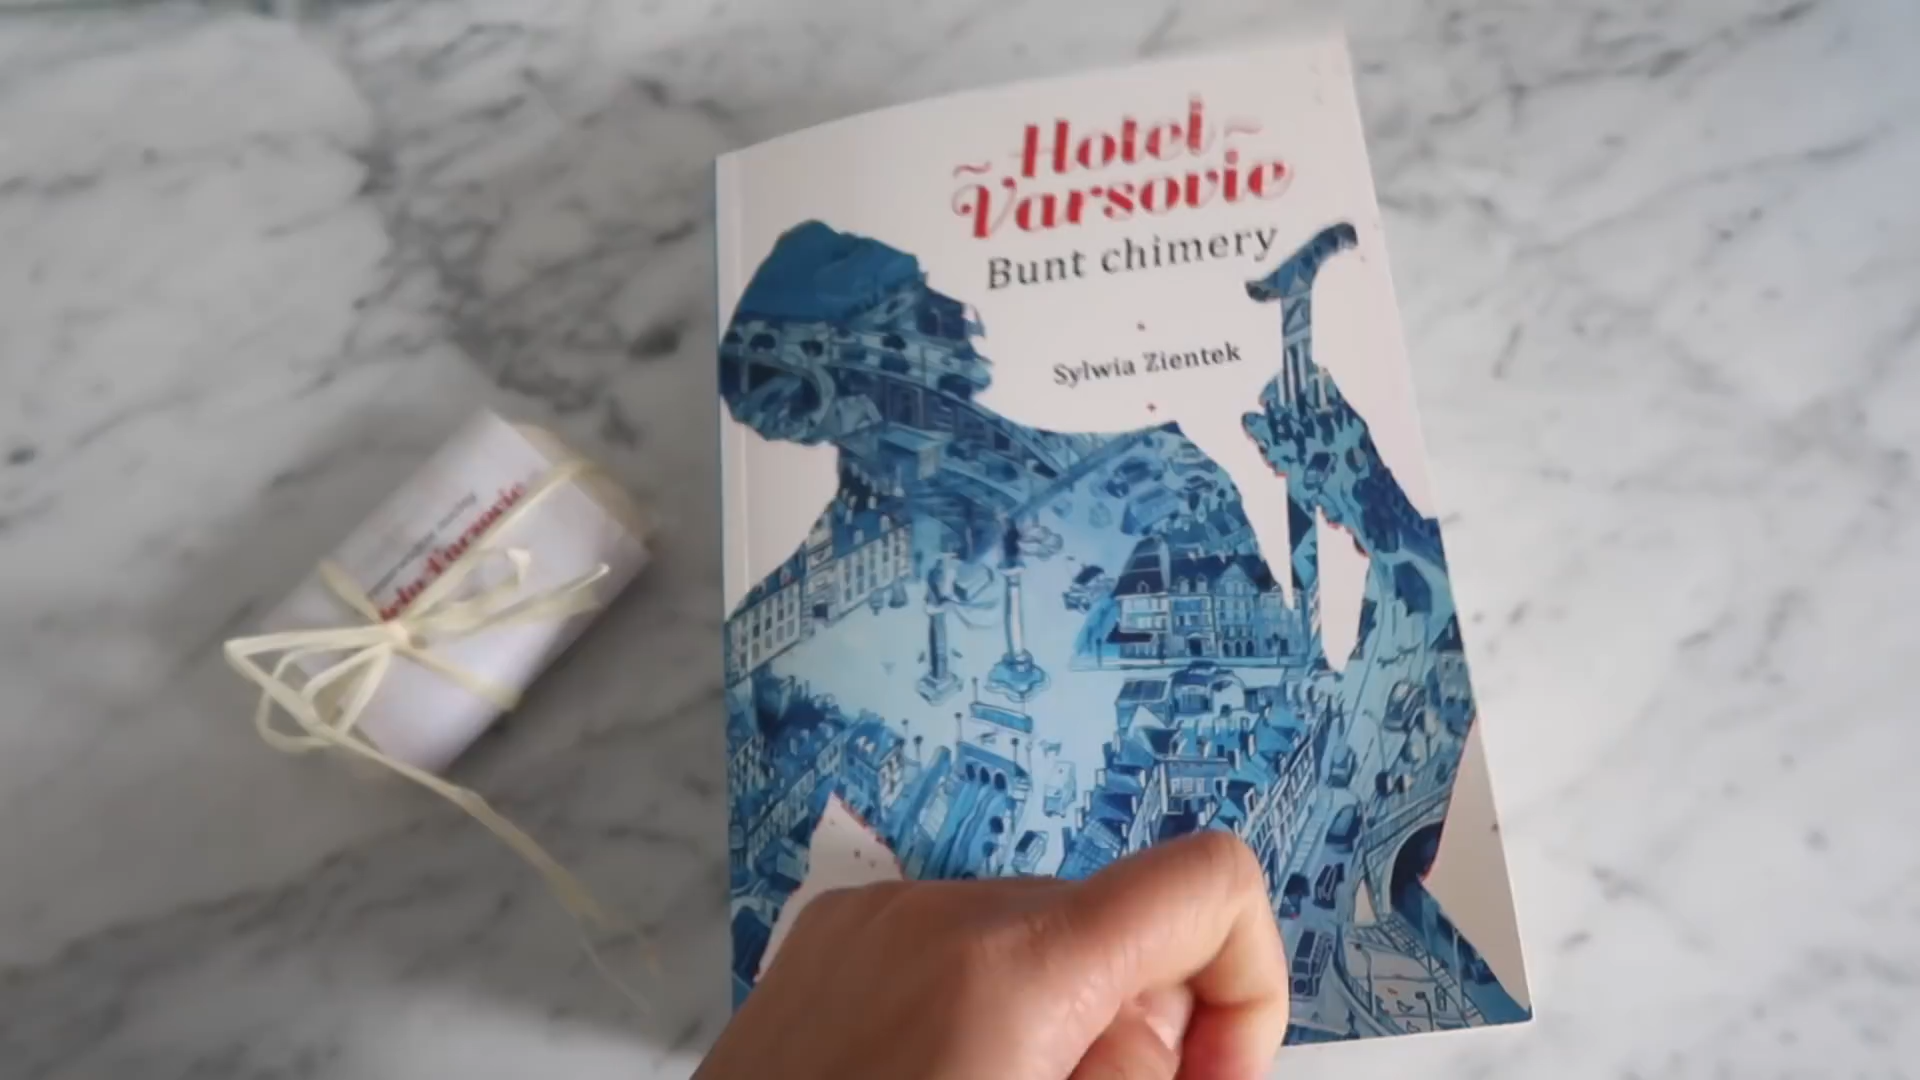 ~ Hotel ~
Varsovie
Bunt chimery
Sylwia Zientek